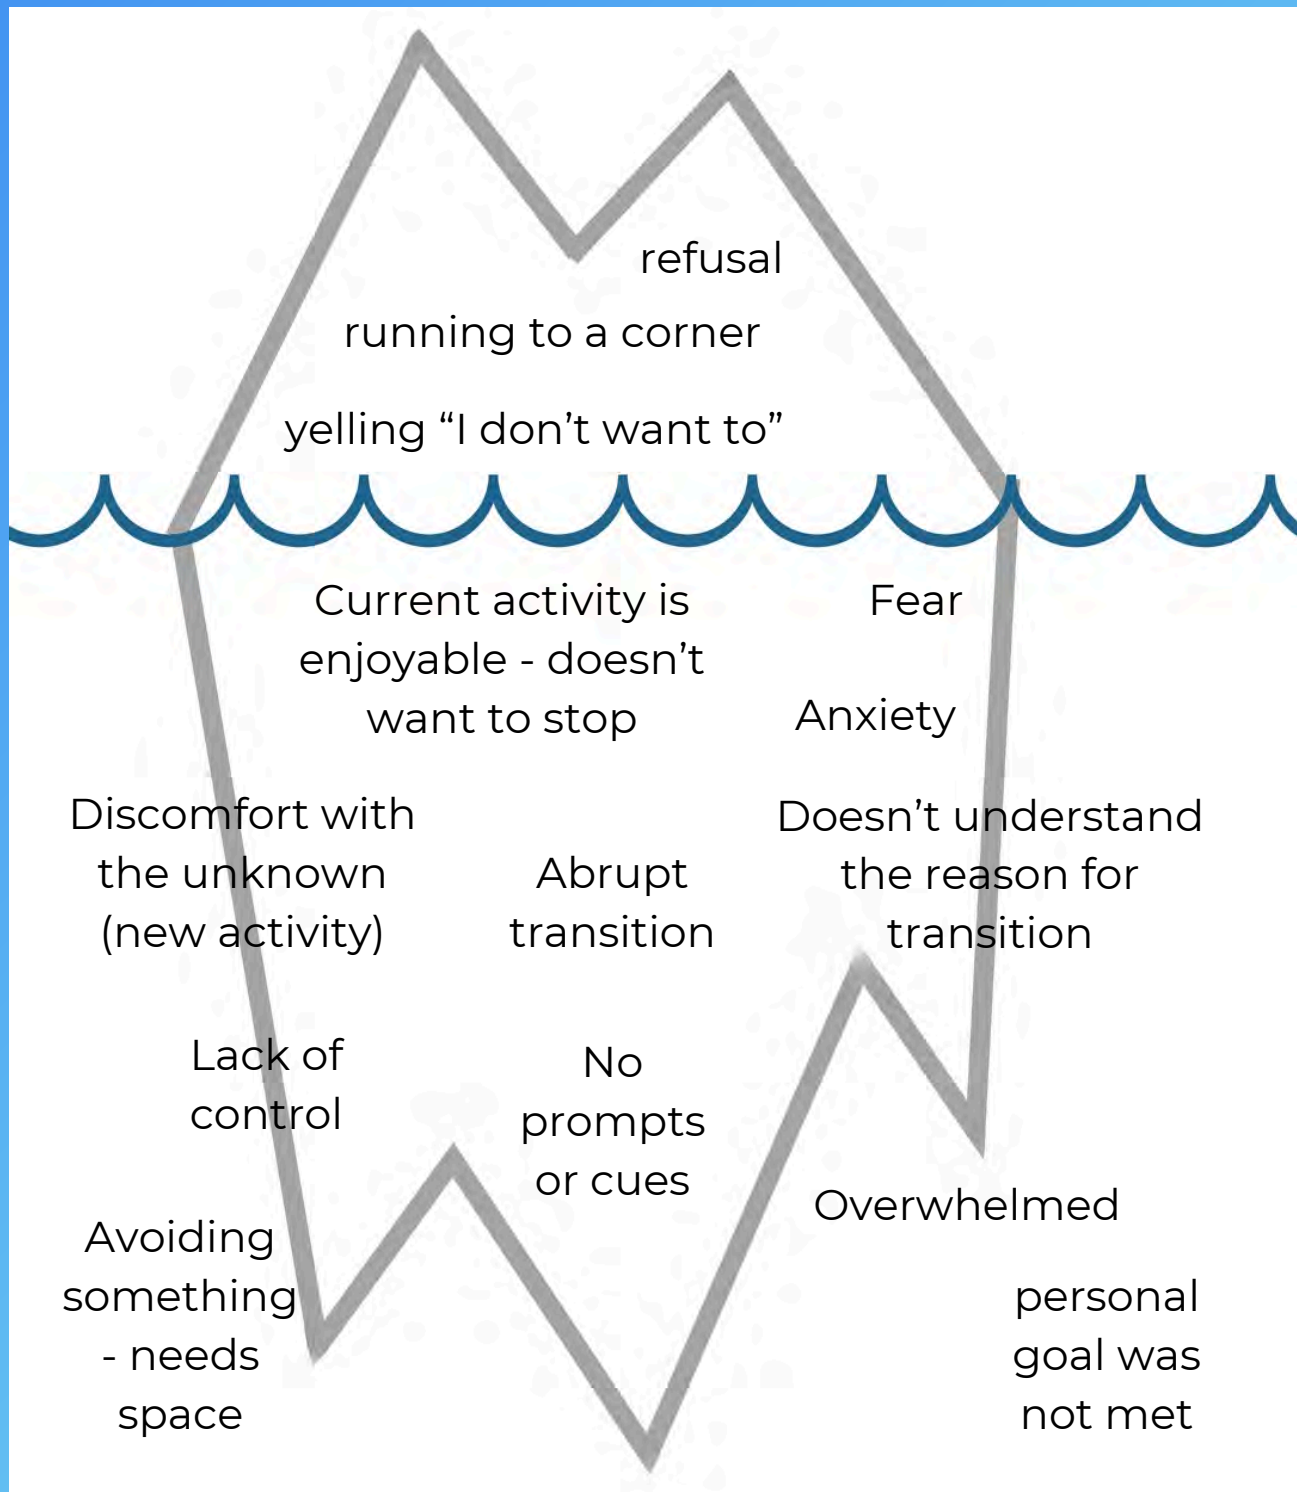 refusal
running to a corner
yelling “I don’t want to”
Current activity is
enjoyable - doesn’t
want to stop
Fear
Anxiety
Discomfort with
the unknown
(new activity)
Abrupt
transition
Doesn’t understand
the reason for
transition
Lack of
control
No
prompts
or cues
Avoiding
something
- needs
space
Overwhelmed
personal
goal was
not met